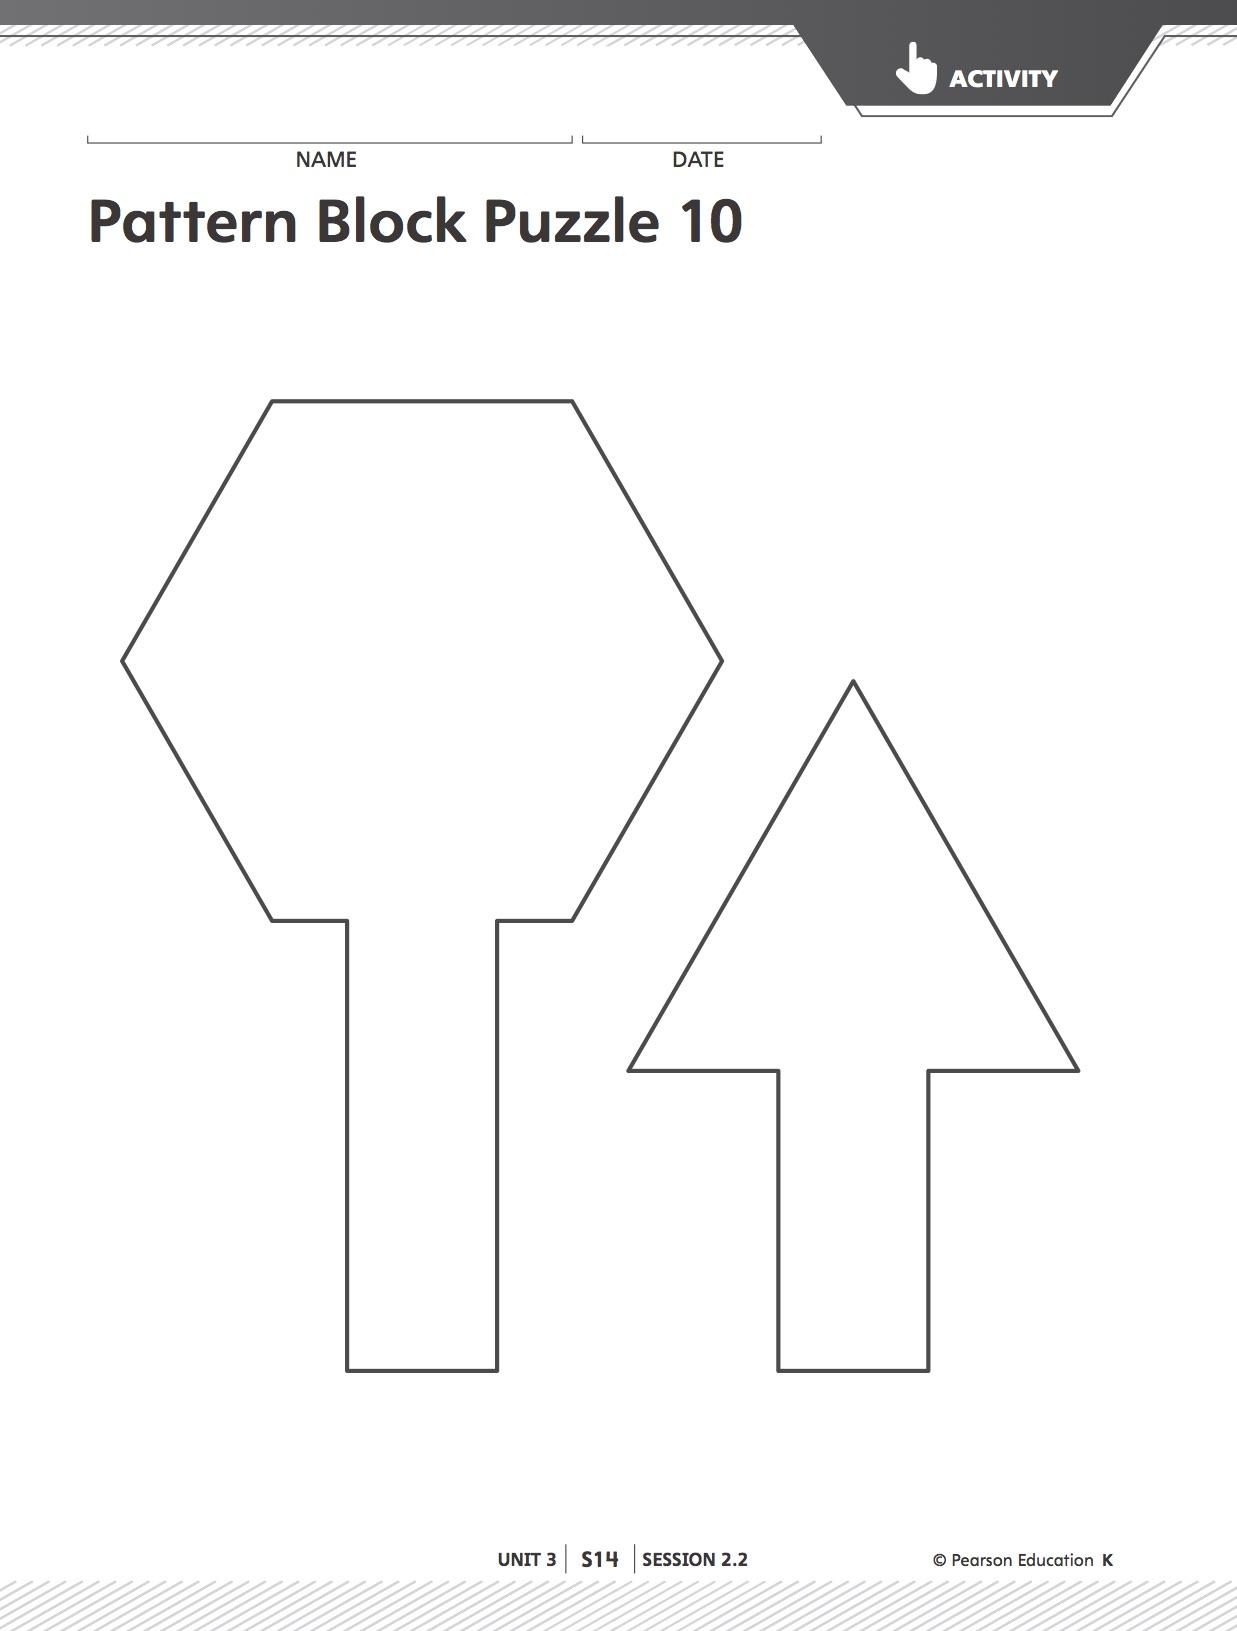 ACTIVITY
NAME DATE
Pattern Block Puzzle 10
UNIT 3 S14 SESSION 2.2 © Pearson Education K